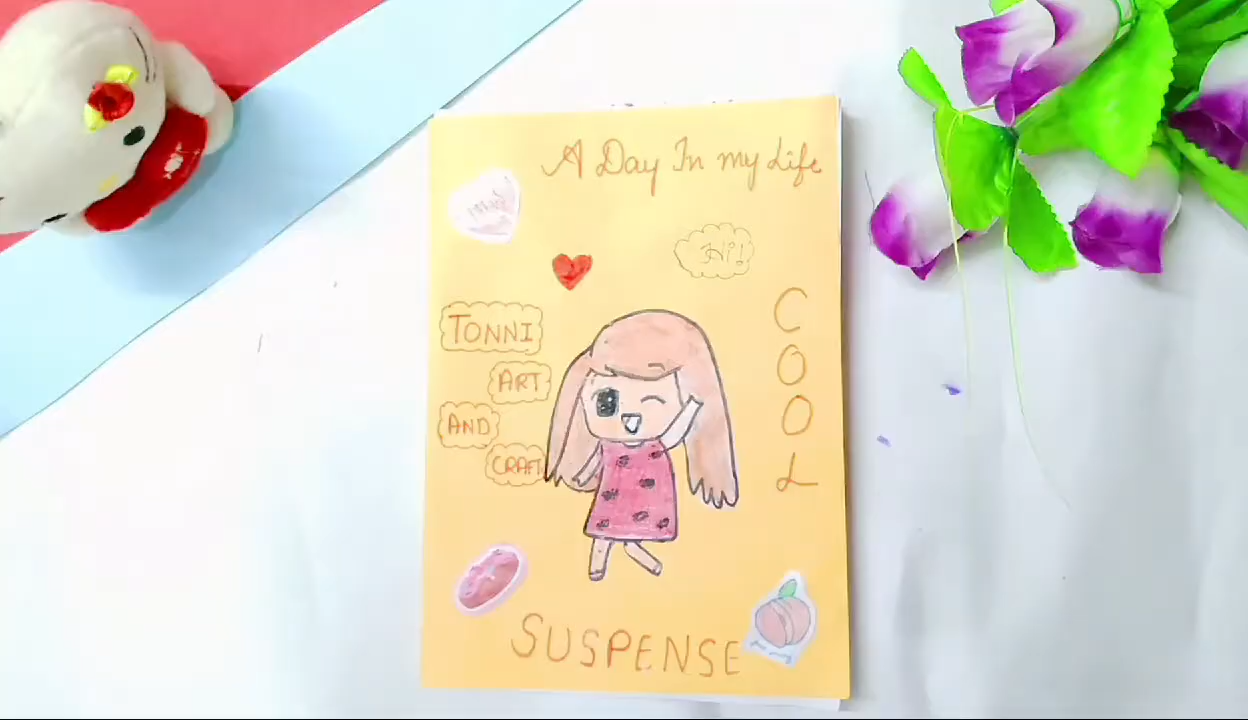 A Day In my Life
Hi!
TONNI
ART
AND
CRAFT
COOL
SUSPENSE